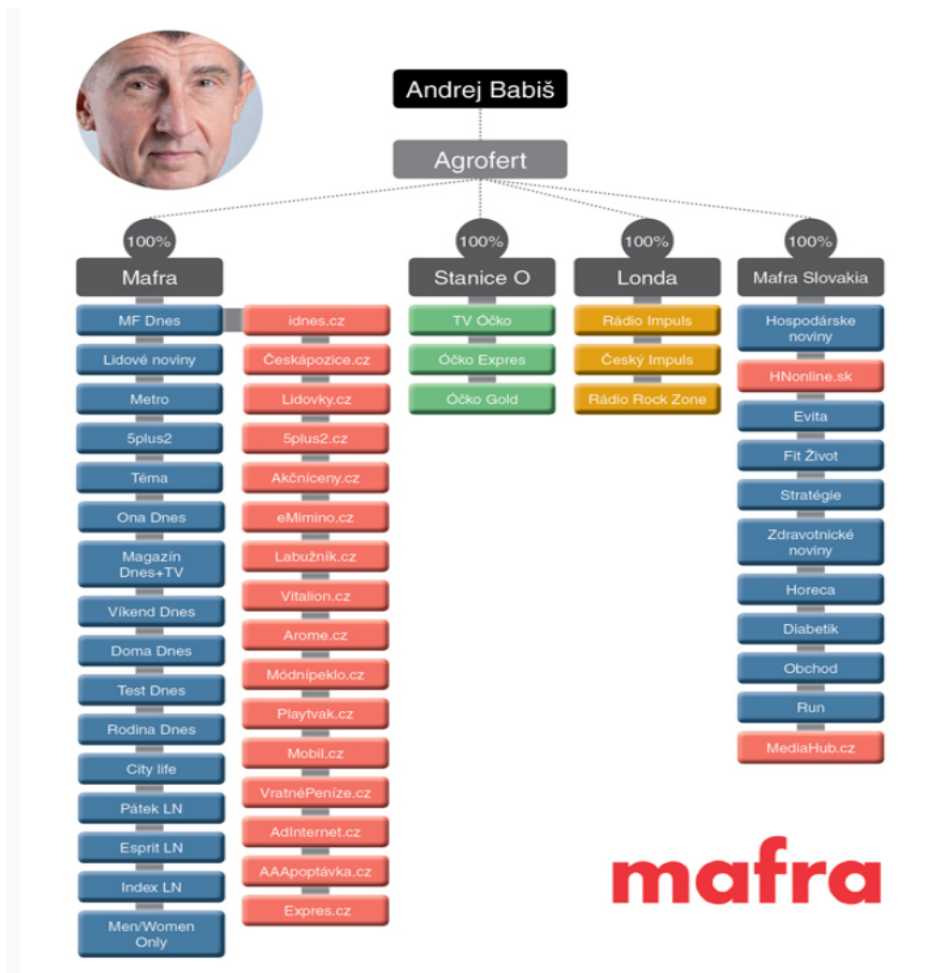 Andrej Babiš
Agrofert
100%
Mafra
MF Dnes
Lidové noviny
Metro
5plus2
Téma
Ona Dnes
Magazín
Dnes+TV
Víkend Dnes
Doma Dnes
Test Dnes
Rodina Dnes
City life
Pátek LN
Esprit LN
Index LN
Men/Women
Only
idnes.cz
Českápozice.cz
Lidovky.cz
5plus2.cz
Akčníceny.cz
eMimino.cz
Labužník.cz
Vitalion.cz
Arome.cz
Módnípeklo.cz
Playtvak.cz
Mobil.cz
VratnéPeníze.cz
AdInternet.cz
AAApoptávka.cz
Expres.cz
100%
Stanice O
TV Óčko
Óčko Expres
Óčko Gold
100%
Londa
Rádio Impuls
Český Impuls
Rádio Rock Zone
100%
Mafra Slovakia
Hospodárske
noviny
HNonline.sk
Evita
Fit Život
Stratégie
Zdravotnické
noviny
Horeca
Diabetik
Obchod
Run
MediaHub.cz
mafra